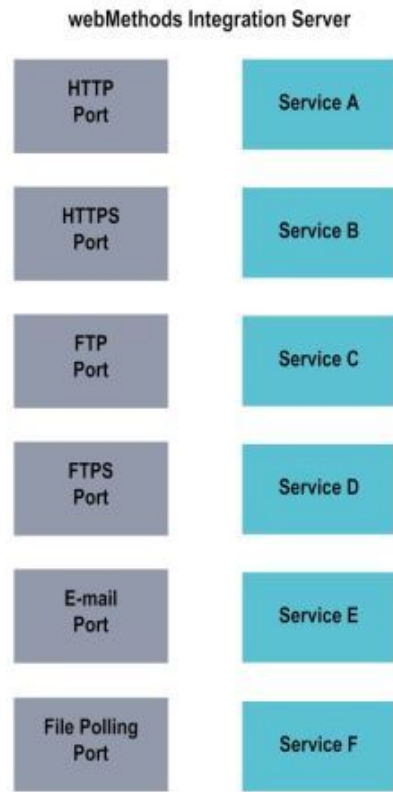 webMethods Integration Server
HTTP
Port
Service A
HTTPS
Port
Service B
FTP
Port
Service C
FTPS
Port
Service D
E-mail
Port
Service E
File Polling
Port
Service F